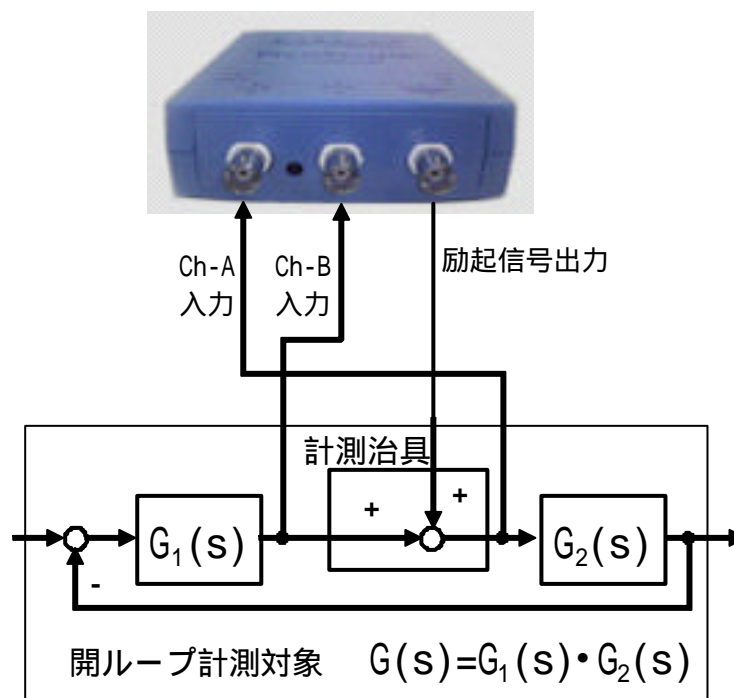 Ch-A
入力
Ch-B
入力
励起信号出力
計測治具
+
+
G₁(s)
G₂(s)
-
開ループ計測対象 G(s)=G₁(s)・G₂(s)